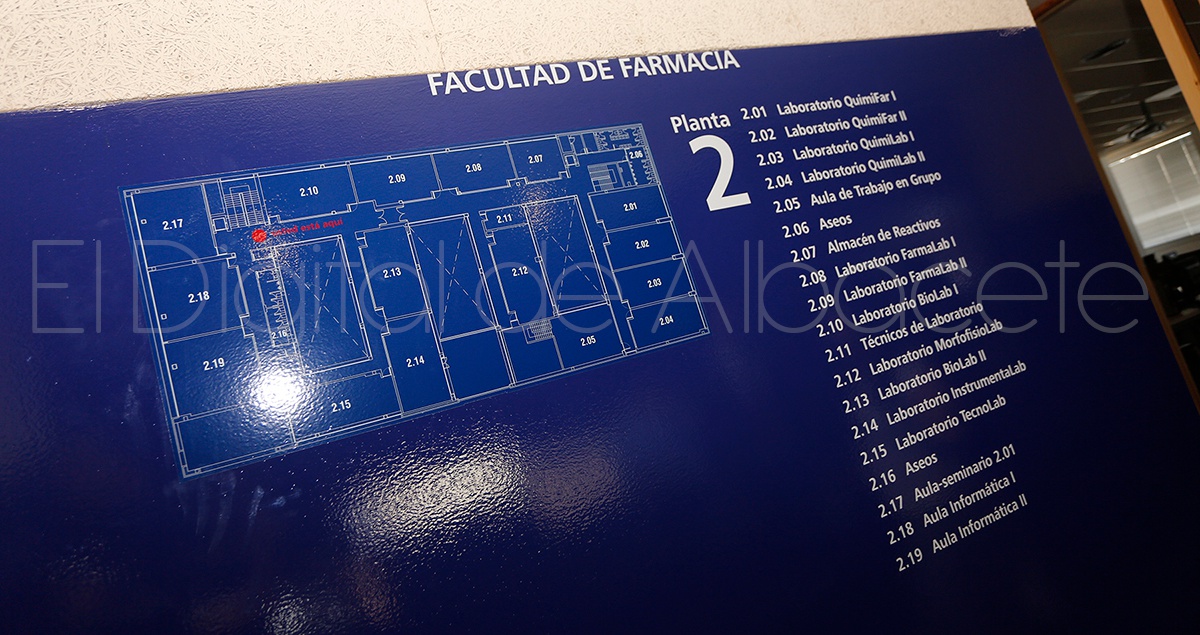 FACULTAD DE FARMACIA
Planta
2
2.01 Laboratorio QuimiFar I
2.02 Laboratorio QuimiFar II
2.03 Laboratorio QuimiLab I
2.04 Laboratorio QuimiLab II
2.05 Aula de Trabajo en Grupo
2.06 Aseos
2.07 Almacén de Reactivos
2.08 Laboratorio FarmaLab I
2.09 Laboratorio FarmaLab II
2.10 Laboratorio BioLab I
2.11 Técnicos de Laboratorio
2.12 Laboratorio MorfofisioLab
2.13 Laboratorio BioLab II
2.14 Laboratorio InstrumentaLab
2.15 Laboratorio TecnoLab
2.16 Aseos
2.17 Aula-seminario 2.01
2.18 Aula Informática I
2.19 Aula Informática II
2.10
2.09
2.08
2.07
2.06
2.17
usted está aquí
2.11
2.01
2.02
2.18
2.13
2.12
2.03
2.16
2.04
2.19
2.14
2.05
2.15
El Digital de Albacete